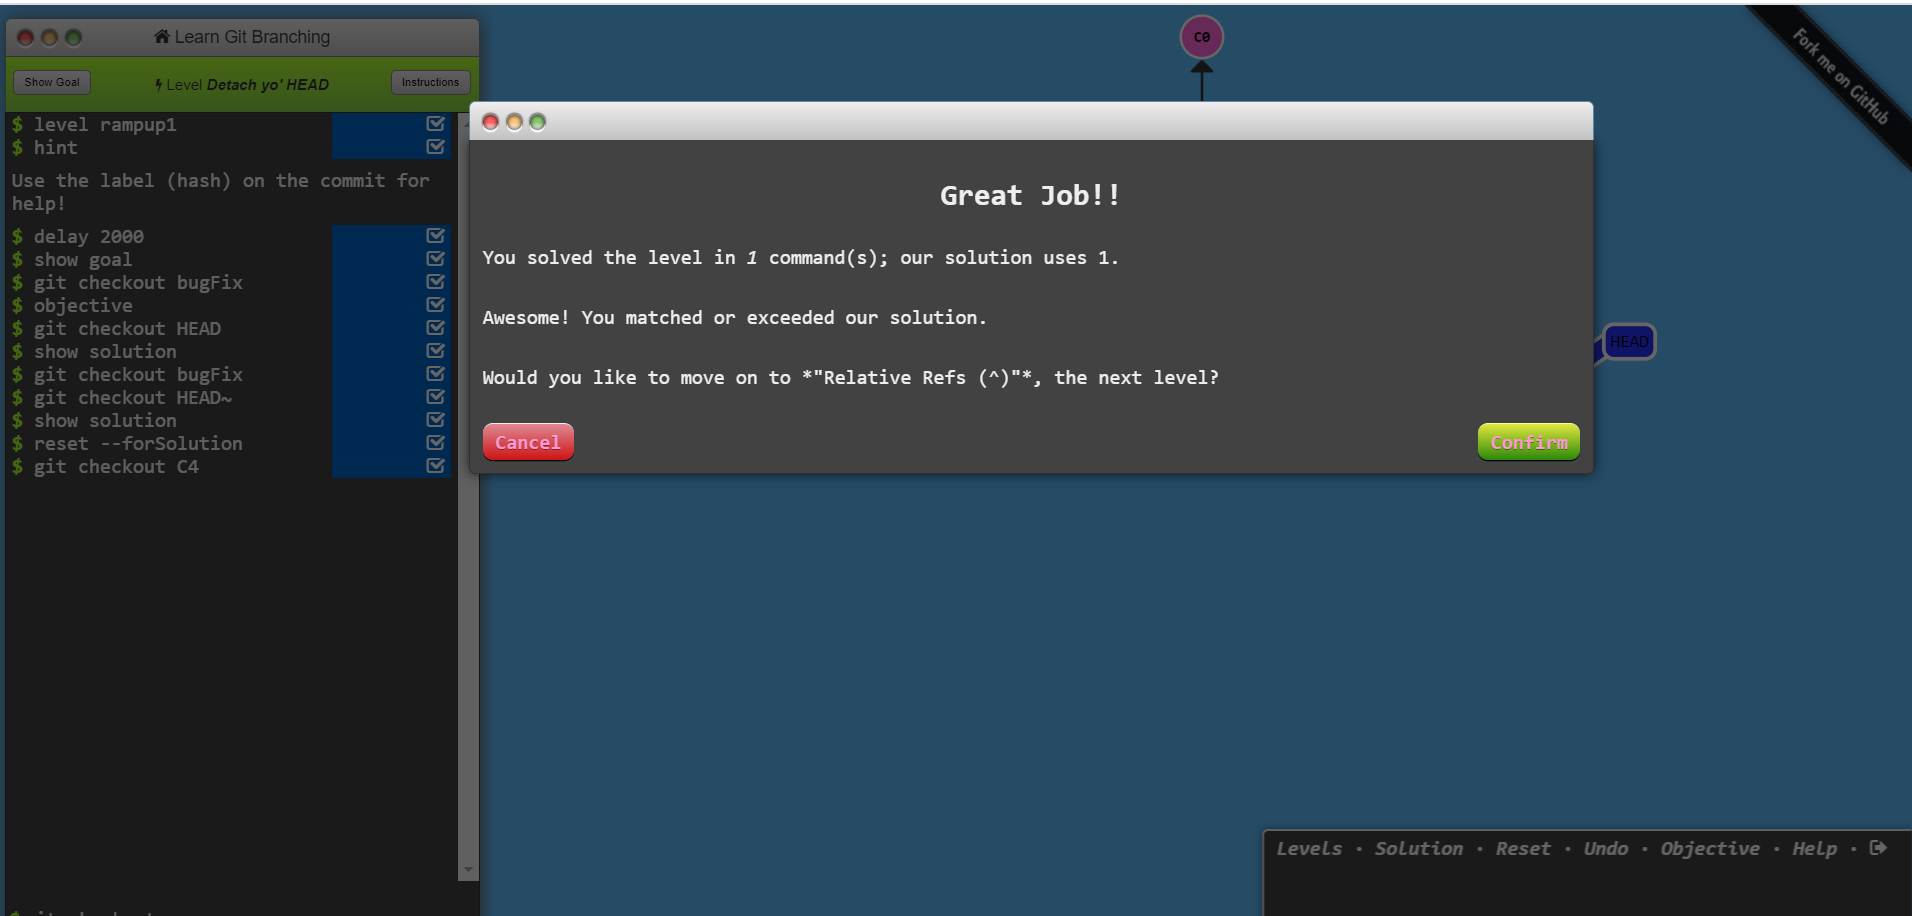 Learn Git Branching
Show Goal
Level Detach yo' HEAD
Instructions
$ level rampup1
$ hint
Use the label (hash) on the commit for
help!
$ delay 2000
$ show goal
$ git checkout bugFix
$ objective
$ git checkout HEAD
$ show solution
$ git checkout bugFix
$ git checkout HEAD~
$ show solution
$ reset --forSolution
$ git checkout C4
C0
Fork me on GitHub
Great Job!!
You solved the level in 1 command(s); our solution uses 1.
Awesome! You matched or exceeded our solution.
Would you like to move on to *"Relative Refs (^)"*, the next level?
Cancel
Confirm
HEAD
Levels · Solution · Reset · Undo · Objective · Help ·